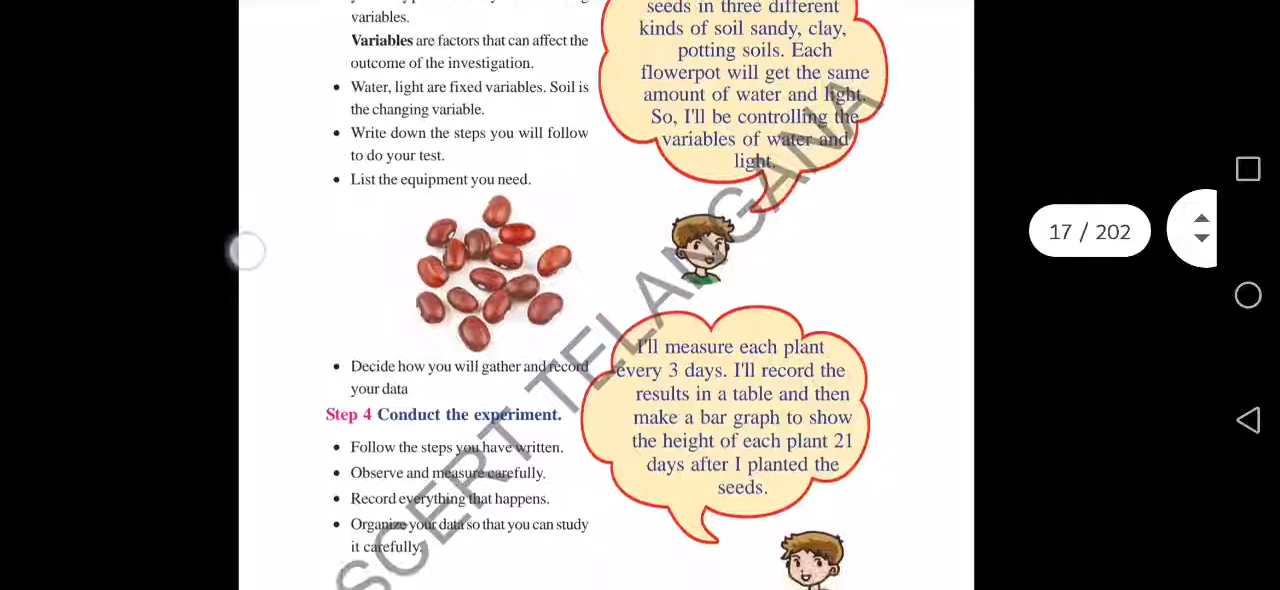 variables.
Variables are factors that can affect the
outcome of the investigation.
• Water, light are fixed variables. Soil is
the changing variable.
• Write down the steps you will follow
to do your test.
• List the equipment you need.
• Decide how you will gather and record
your data
Step 4 Conduct the experiment.
• Follow the steps you have written.
• Observe and measure carefully.
• Record everything that happens.
• Organize your data so that you can study
it carefully.
seeds in three different
kinds of soil sandy, clay,
potting soils. Each
flowerpot will get the same
amount of water and light.
So, I'll be controlling the
variables of water and
light.
I'll measure each plant
every 3 days. I'll record the
results in a table and then
make a bar graph to show
the height of each plant 21
days after I planted the
seeds.
SCERT TELANGANA
17 / 202